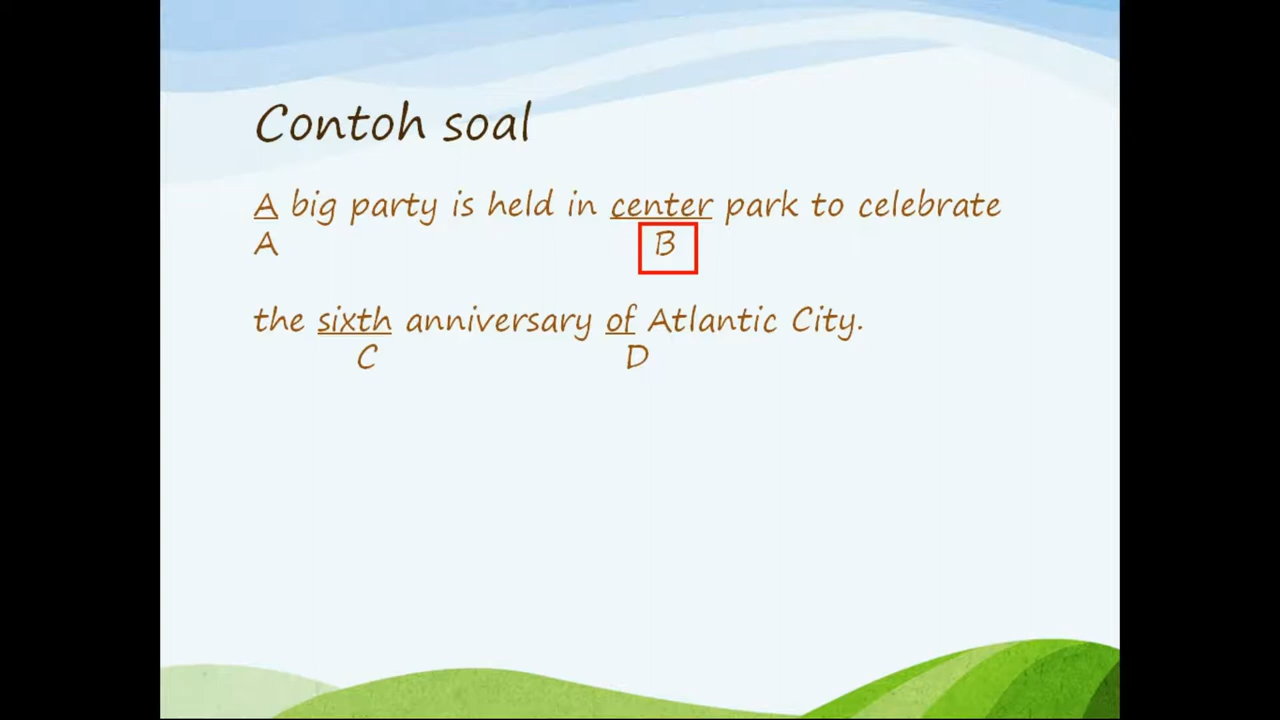 Contoh soal
A big party is held in center park to celebrate
A B
the sixth anniversary of Atlantic City.
C D